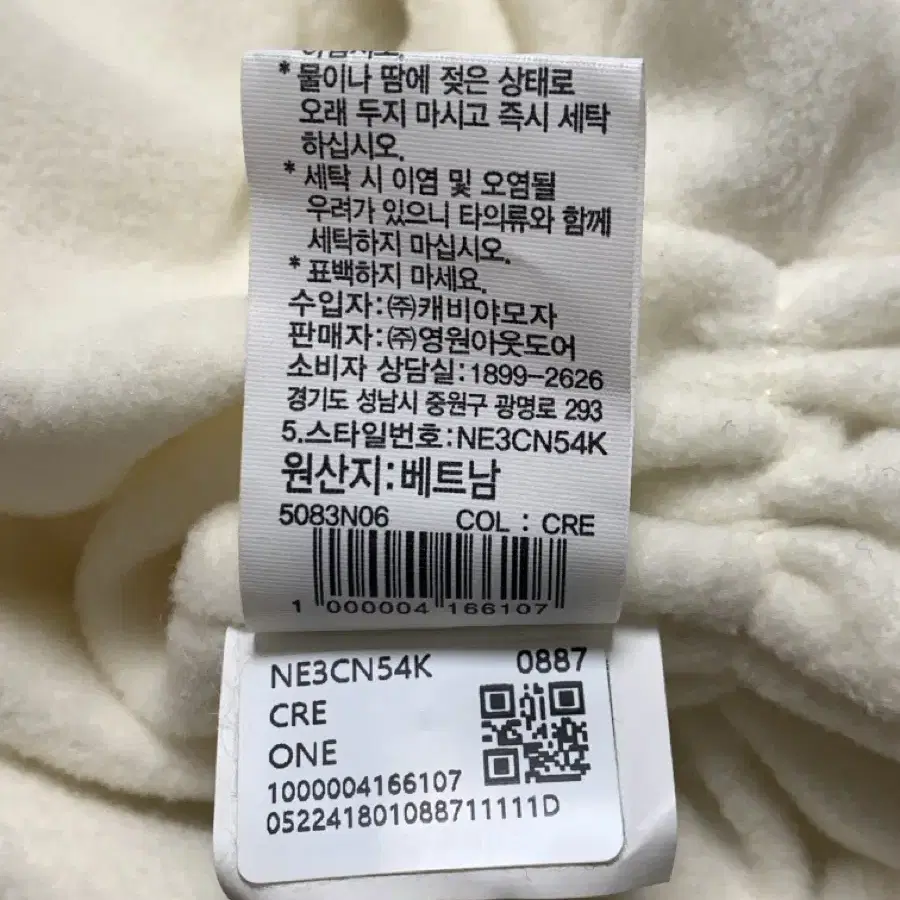 * 물이나 땀에 젖은 상태로
오래 두지 마시고 즉시 세탁
하십시오.
* 세탁 시 이염 및 오염될
우려가 있으니 타의류와 함께
세탁하지 마십시오.
* 표백하지 마세요.
수입자:㈜캐비야모자
판매자:㈜영원아웃도어
소비자 상담실:1899-2626
경기도 성남시 중원구 광명로 293
5.스타일번호:NE3CN54K
원산지:베트남
5083N06 COL : CRE
1 000004 166107
NE3CN54K 0887
CRE
ONE
1000004166107
052241801088711111D